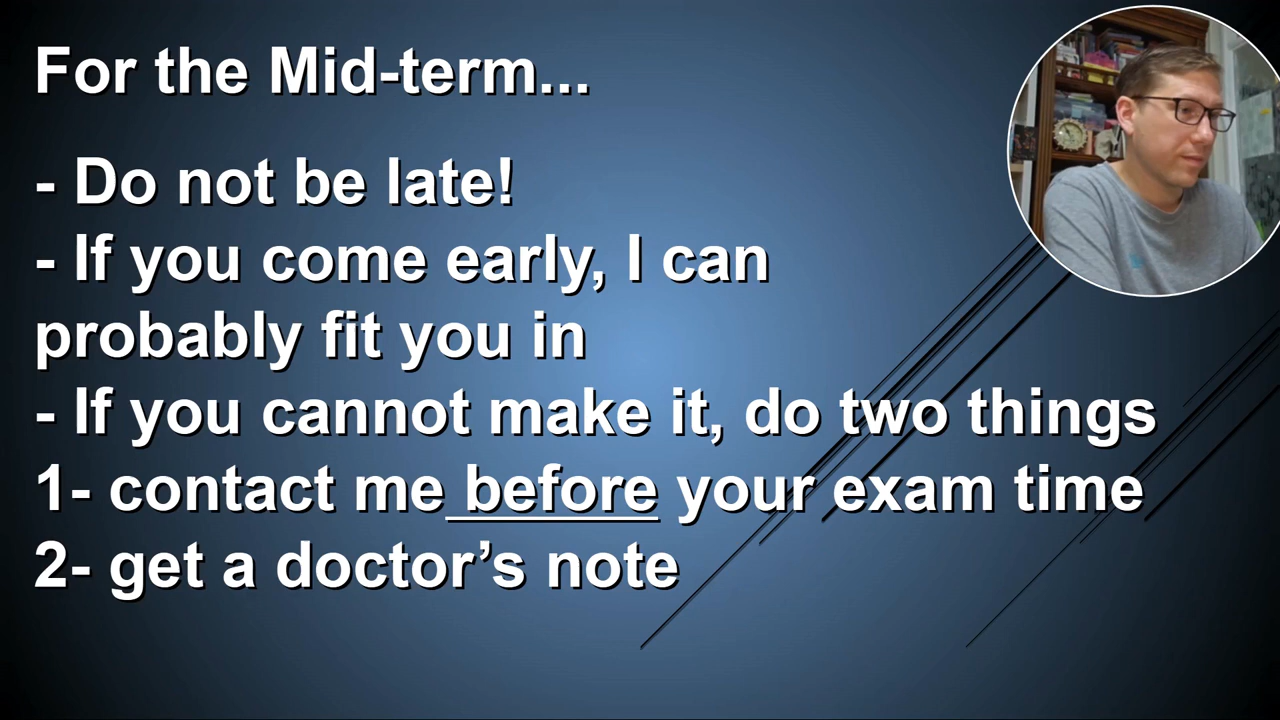 For the Mid-term...
- Do not be late!
- If you come early, I can
probably fit you in
- If you cannot make it, do two things
1- contact me before your exam time
2- get a doctor’s note